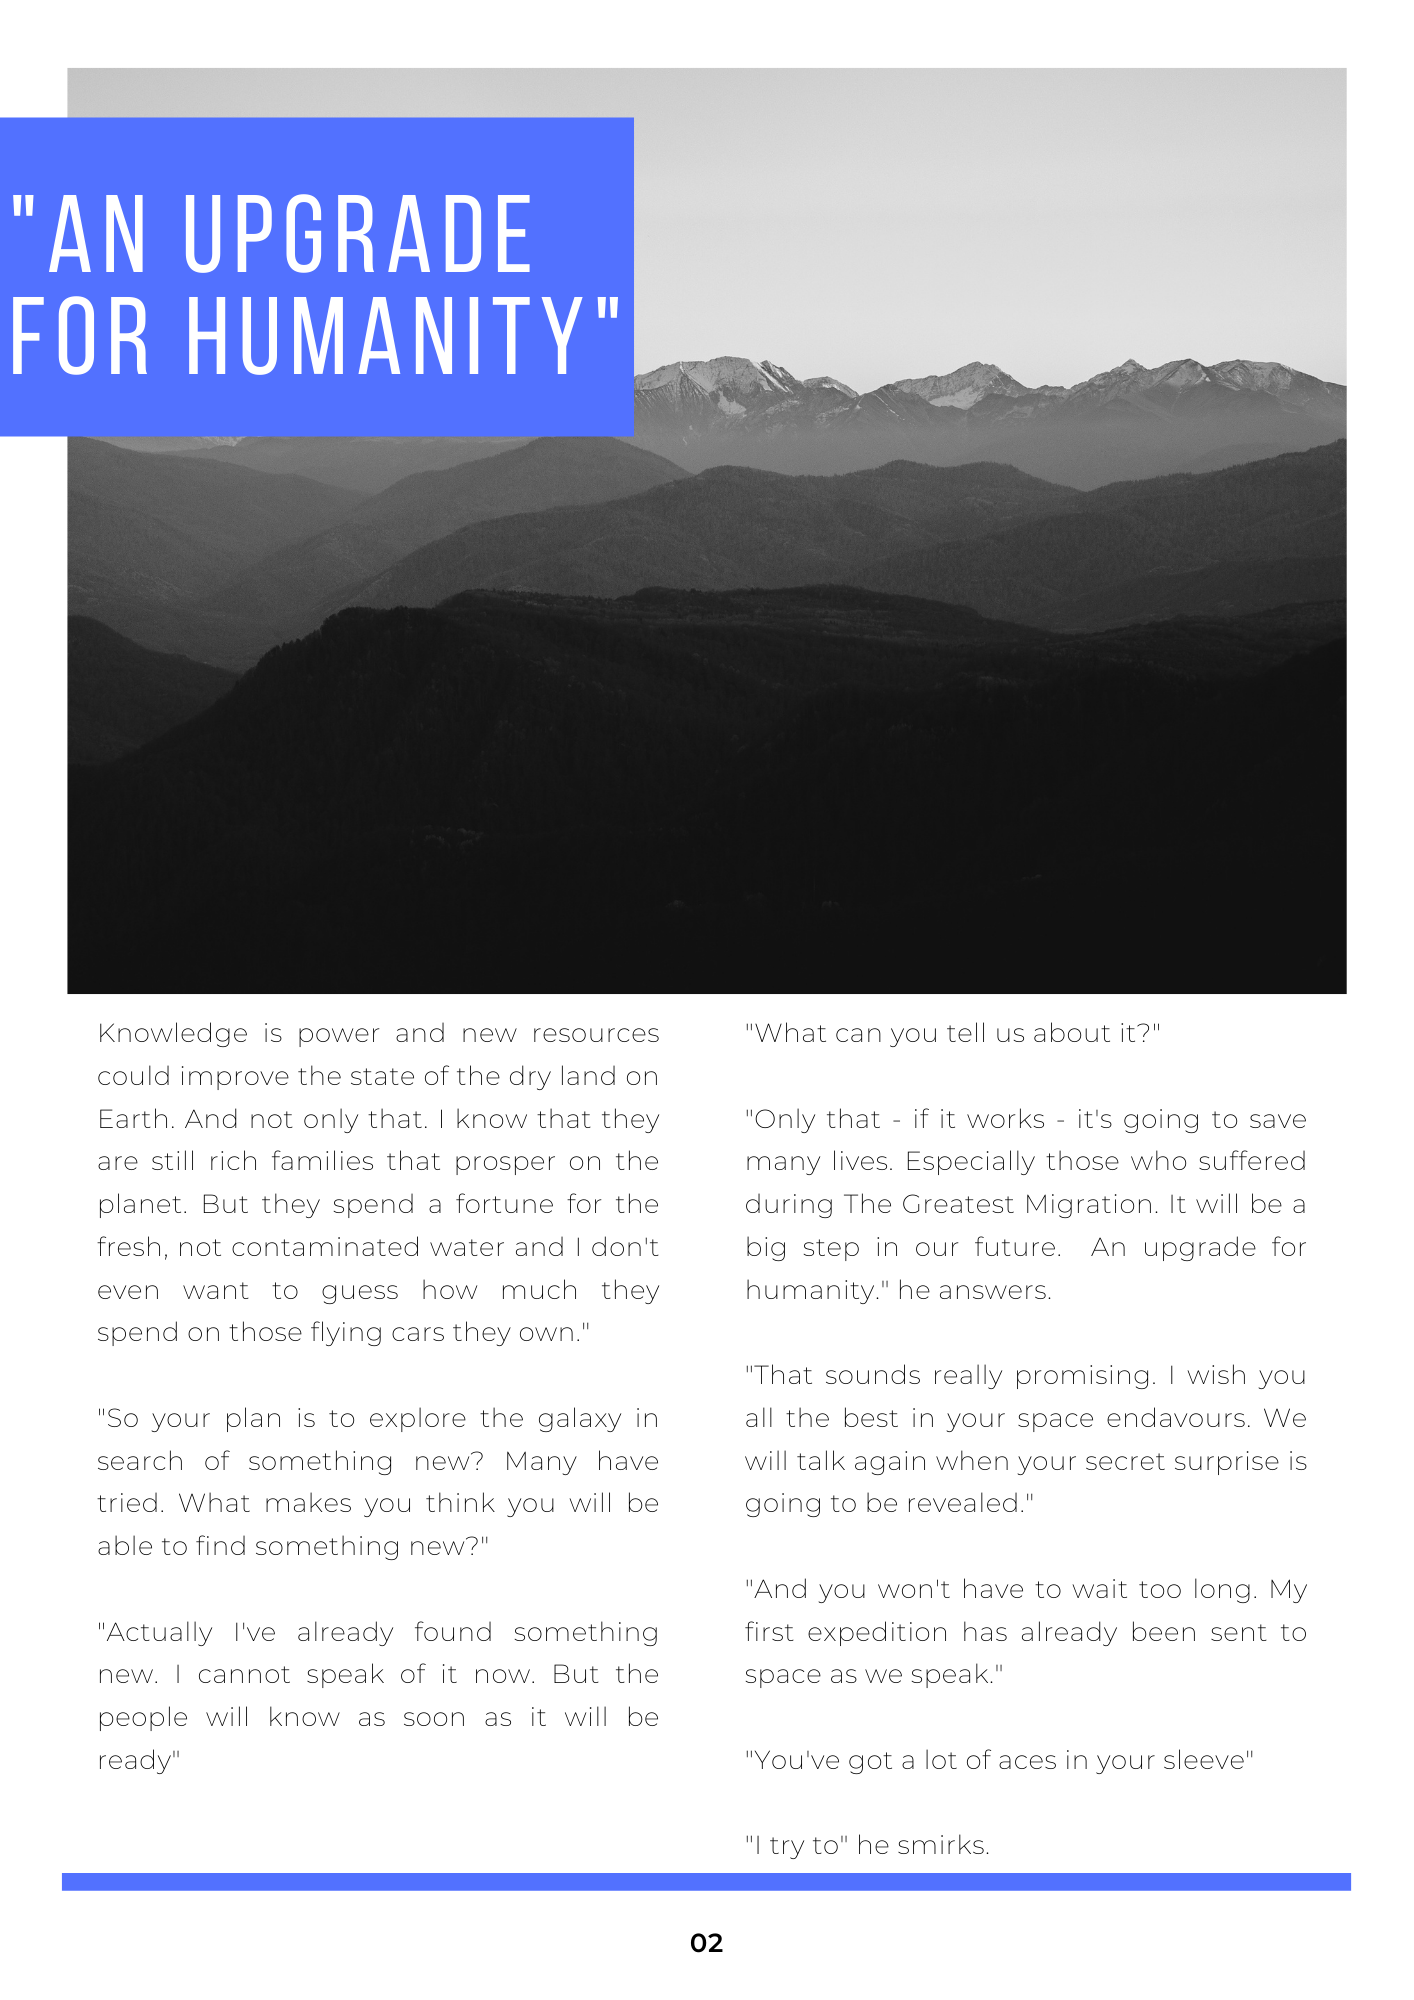 "AN UPGRADE
FOR HUMANITY"
Knowledge is power and new resources
could improve the state of the dry land on
Earth. And not only that. I know that they
are still rich families that prosper on the
planet. But they spend a fortune for the
fresh, not contaminated water and I don't
even want to guess how much they
spend on those flying cars they own."
"So your plan is to explore the galaxy in
search of something new? Many have
tried. What makes you think you will be
able to find something new?"
"Actually I've already found something
new. I cannot speak of it now. But the
people will know as soon as it will be
ready"
"What can you tell us about it?"
"Only that - if it works - it's going to save
many lives. Especially those who suffered
during The Greatest Migration. It will be a
big step in our future. An upgrade for
humanity." he answers.
"That sounds really promising. I wish you
all the best in your space endavours. We
will talk again when your secret surprise is
going to be revealed."
"And you won't have to wait too long. My
first expedition has already been sent to
space as we speak."
"You've got a lot of aces in your sleeve"
"I try to" he smirks.
02